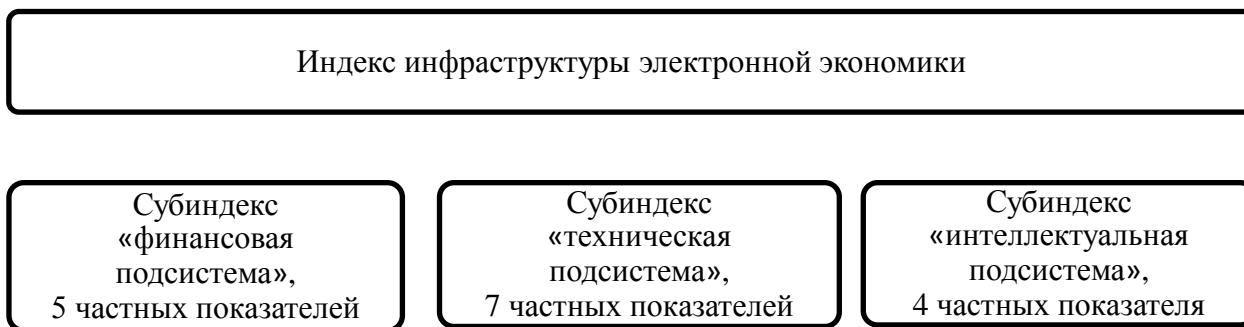 Индекс инфраструктуры электронной экономики
Субиндекс
«финансовая
подсистема»,
5 частных показателей
Субиндекс
«техническая
подсистема»,
7 частных показателей
Субиндекс
«интеллектуальная
подсистема»,
4 частных показателя